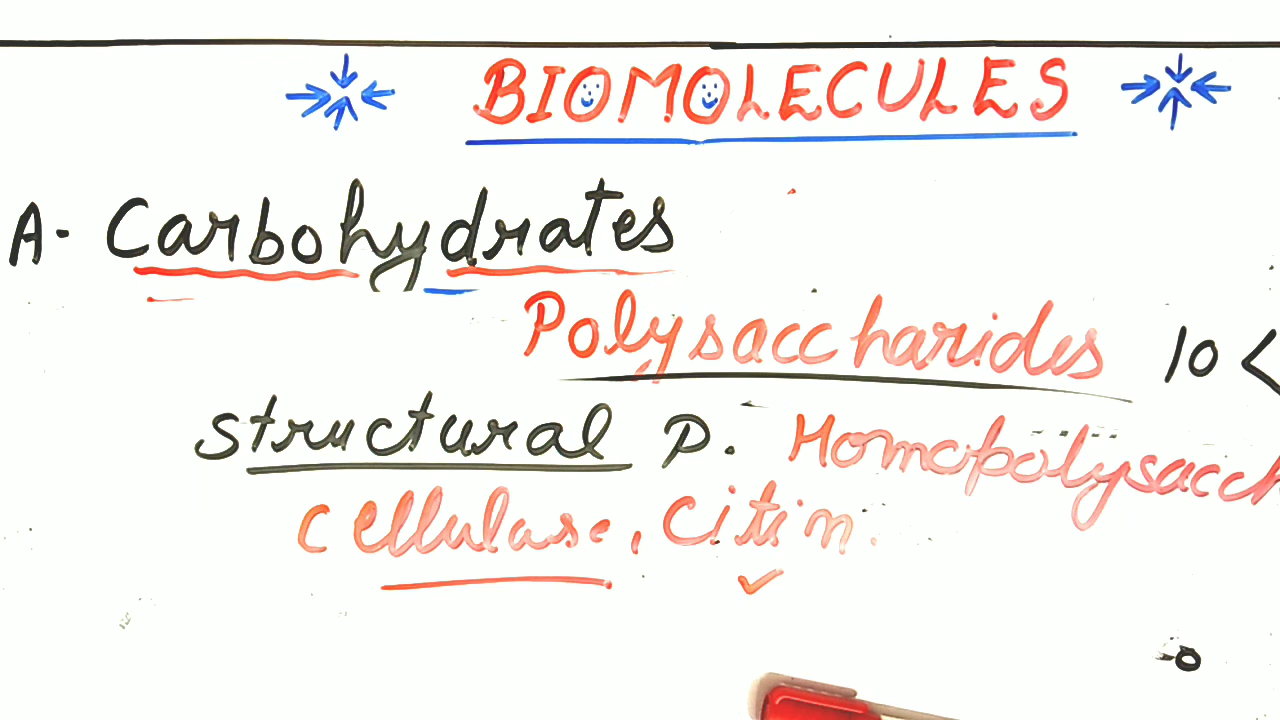 BIOMOLECULES
A. Carbohydrates
Polysaccharides 10 <
structural P. Homopolysacch
cellulase, Citin.